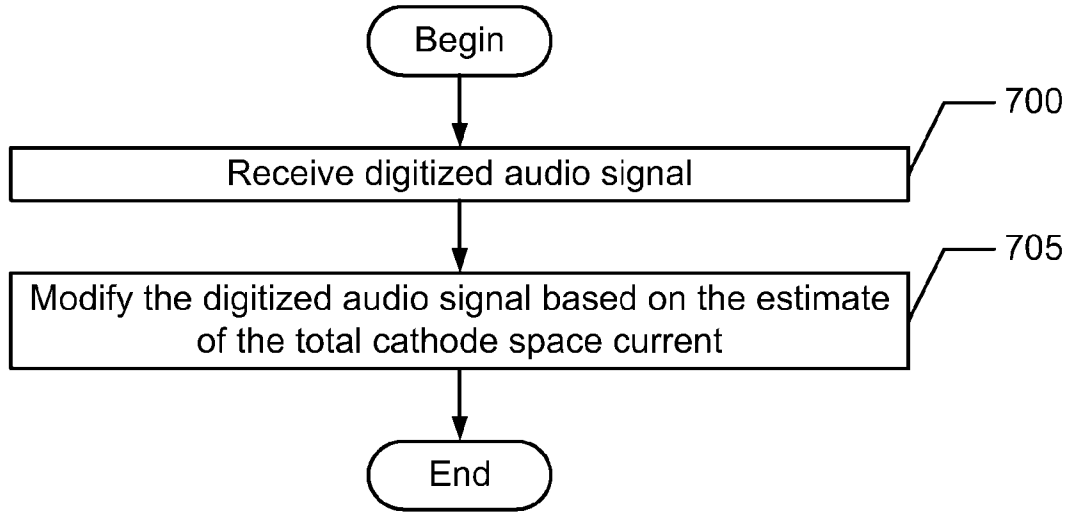 Begin
700
Receive digitized audio signal
705
Modify the digitized audio signal based on the estimate
of the total cathode space current
End